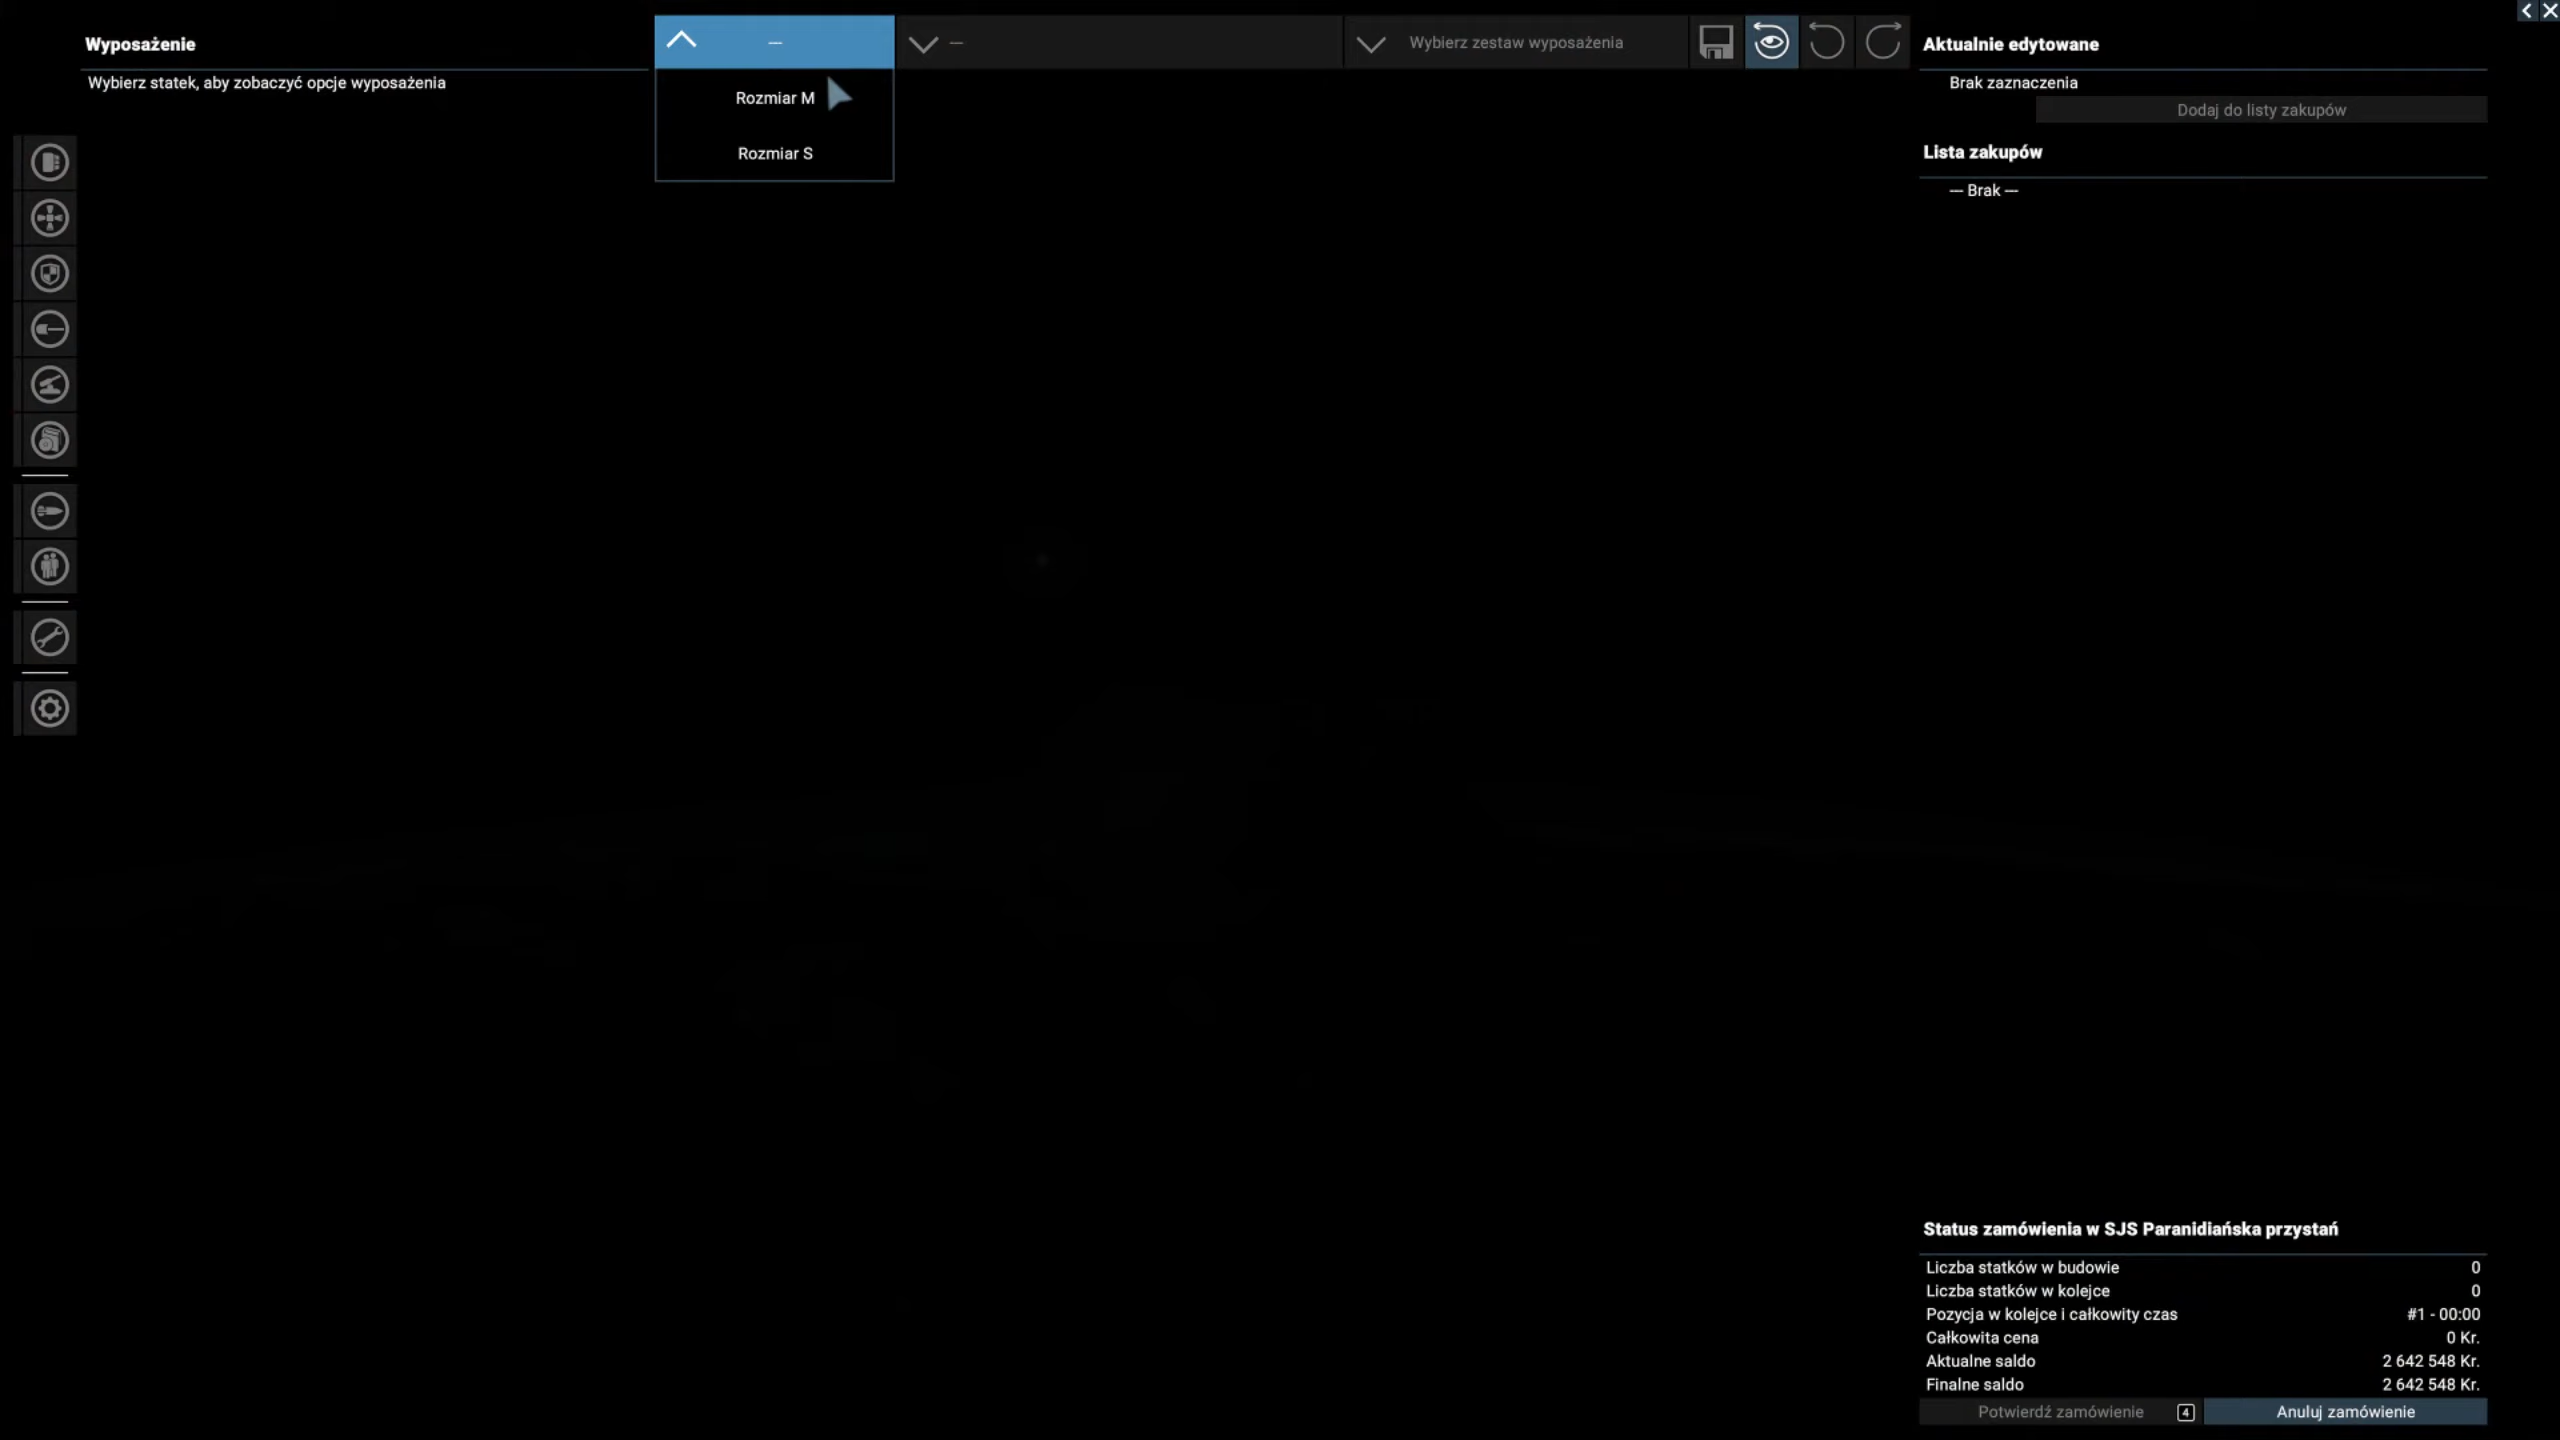 Wyposażenie
Wybierz statek, aby zobaczyć opcje wyposażenia
—
Rozmiar M
Rozmiar S
—
Wybierz zestaw wyposażenia
Aktualnie edytowane
Brak zaznaczenia
Dodaj do listy zakupów
Lista zakupów
— Brak —
Status zamówienia w SJS Paranidiańska przystań
Liczba statków w budowie 0
Liczba statków w kolejce 0
Pozycja w kolejce i całkowity czas #1 - 00:00
Całkowita cena 0 Kr.
Aktualne saldo 2 642 548 Kr.
Finalne saldo 2 642 548 Kr.
Potwierdź zamówienie 4 Anuluj zamówienie